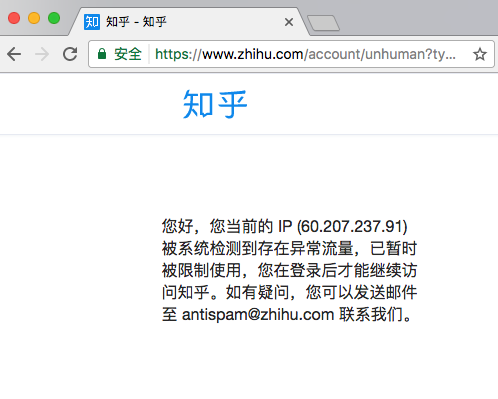 知 知乎 - 知乎
安全 https://www.zhihu.com/account/unhuman?ty...
知乎
您好，您当前的 IP (60.207.237.91)
被系统检测到存在异常流量，已暂时
被限制使用，您在登录后才能继续访
问知乎。如有疑问，您可以发送邮件
至 antispam@zhihu.com 联系我们。